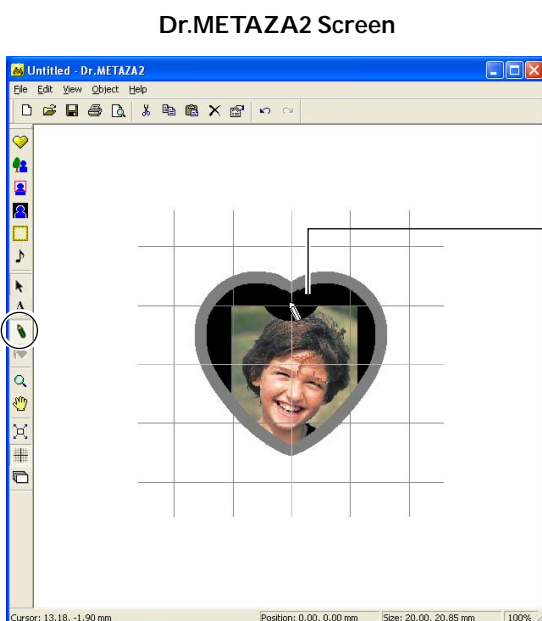 Dr.METAZA2 Screen
Untitled - Dr.METAZA2
File Edit View Object Help
A
Cursor: 13.18, -1.90 mm Position: 0.00, 0.00 mm Size: 20.00, 20.85 mm 100%